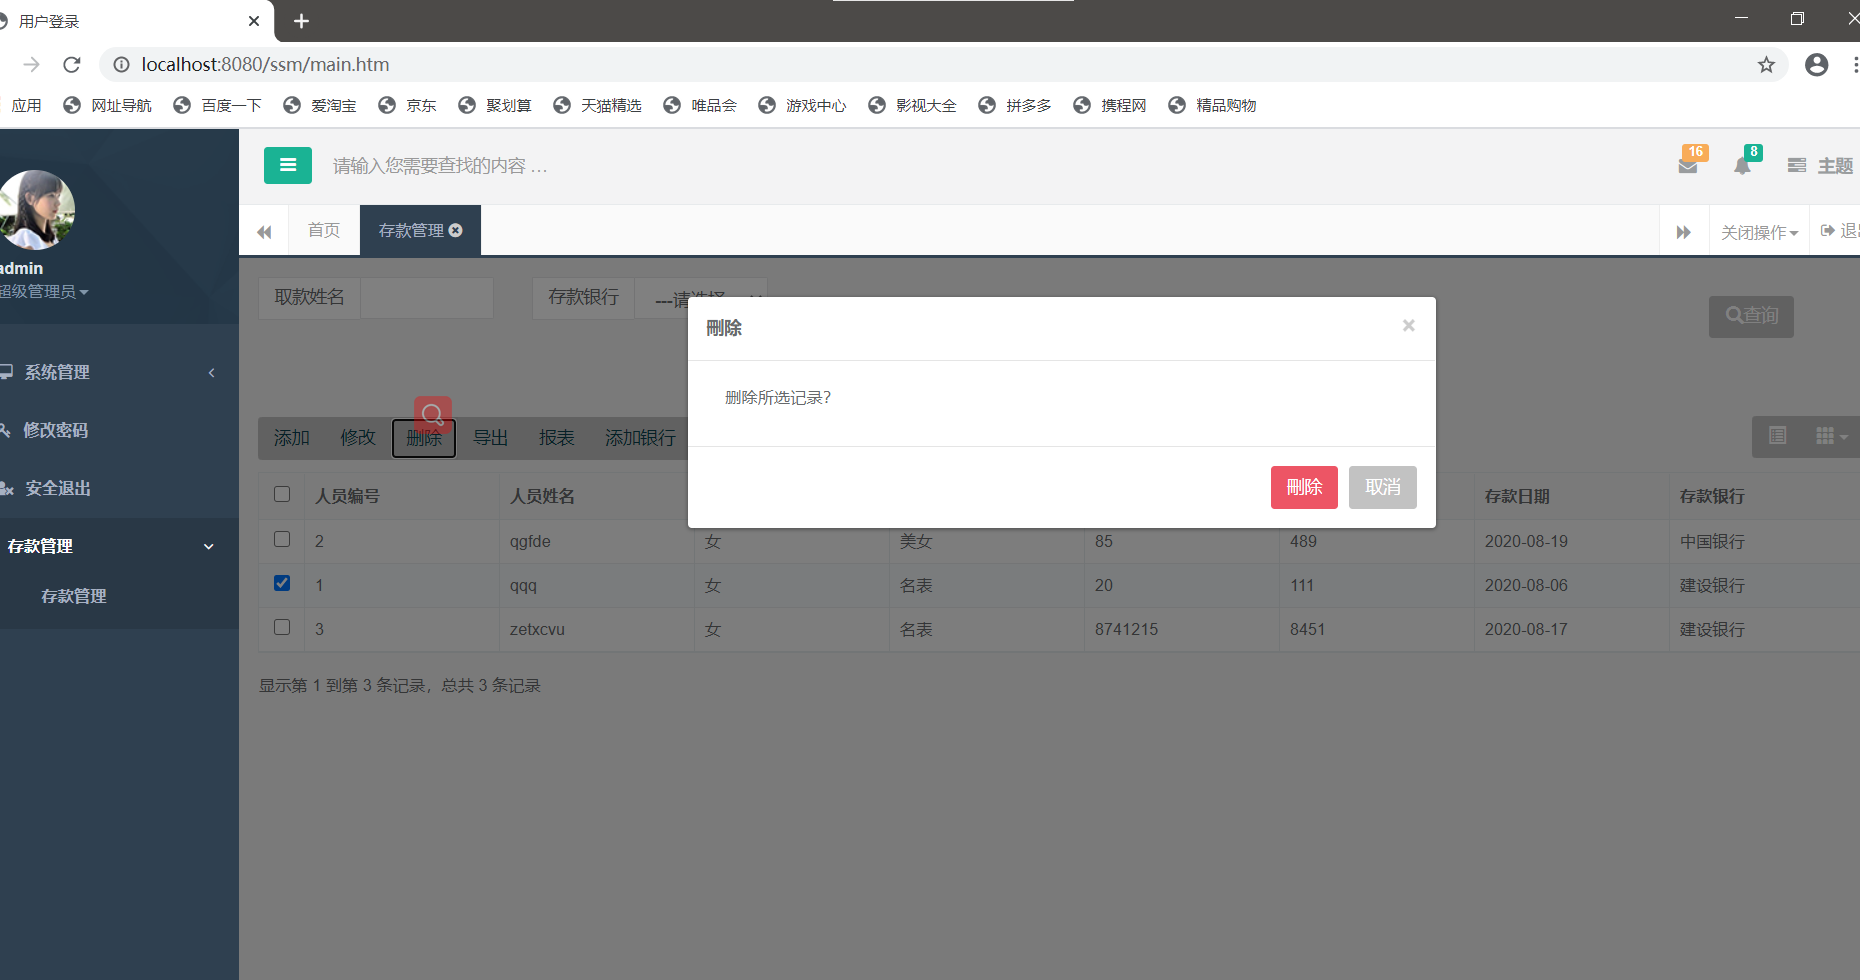 用户登录
localhost:8080/ssm/main.htm
应用 网址导航 百度一下 爱淘宝 京东 聚划算 天猫精选 唯品会 游戏中心 影视大全 拼多多 携程网 精品购物
请输入您需要查找的内容 … 16 8 主题
首页 存款管理 关闭操作
admin
超级管理员
系统管理
修改密码
安全退出
存款管理
存款管理
取款姓名 存款银行 ---请选择 查询
刪除 ×
删除所选记录？
刪除 取消
添加 修改 删除 导出 报表 添加银行
人员编号 人员姓名 存款日期 存款银行
2 qgfde 女 美女 85 489 2020-08-19 中国银行
1 qqq 女 名表 20 111 2020-08-06 建设银行
3 zetxcvu 女 名表 8741215 8451 2020-08-17 建设银行
显示第 1 到第 3 条记录，总共 3 条记录